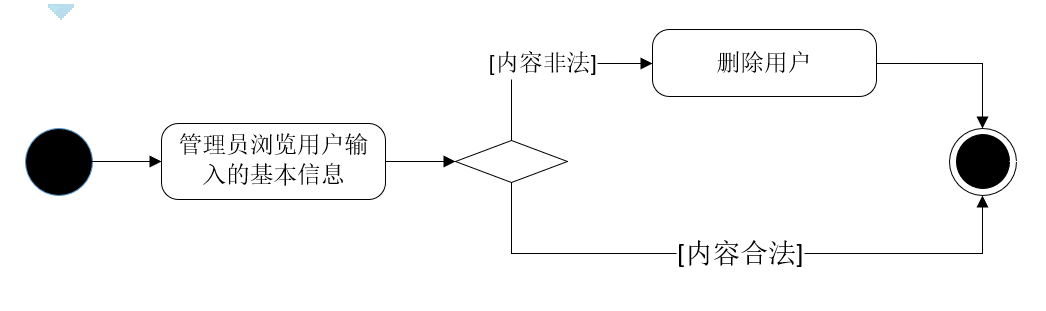 [内容非法]
删除用户
管理员浏览用户输
入的基本信息
[内容合法]